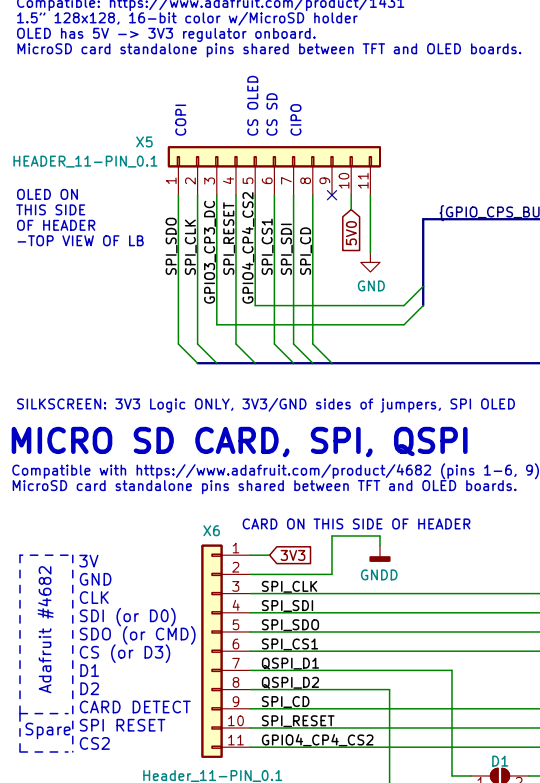 Compatible: https://www.adafruit.com/product/1431
1.5" 128x128, 16-bit color w/MicroSD holder
OLED has 5V -> 3V3 regulator onboard.
MicroSD card standalone pins shared between TFT and OLED boards.
COPI
CS OLED
CS SD
CIPO
X5
HEADER_11-PIN_0.1
1
2
3
4
5
6
7
8
9
10
11
OLED ON
THIS SIDE
OF HEADER
-TOP VIEW OF LB
SPI_SDO
SPI_CLK
GPIO3_CP3_DC
SPI_RESET
GPIO4_CP4_CS2
SPI_CS1
SPI_SDI
SPI_CD
5V0
GND
{GPIO_CPS_BU
SILKSCREEN: 3V3 Logic ONLY, 3V3/GND sides of jumpers, SPI OLED
MICRO SD CARD, SPI, QSPI
Compatible with https://www.adafruit.com/product/4682 (pins 1-6, 9)
MicroSD card standalone pins shared between TFT and OLED boards.
X6
CARD ON THIS SIDE OF HEADER
Adafruit #4682
Spare
3V
GND
CLK
SDI (or D0)
SDO (or CMD)
CS (or D3)
D1
D2
CARD DETECT
SPI RESET
CS2
1
3V3
2
GNDD
3 SPI_CLK
4 SPI_SDI
5 SPI_SDO
6 SPI_CS1
7 QSPI_D1
8 QSPI_D2
9 SPI_CD
10 SPI_RESET
11 GPIO4_CP4_CS2
Header_11-PIN_0.1
D1
1 2